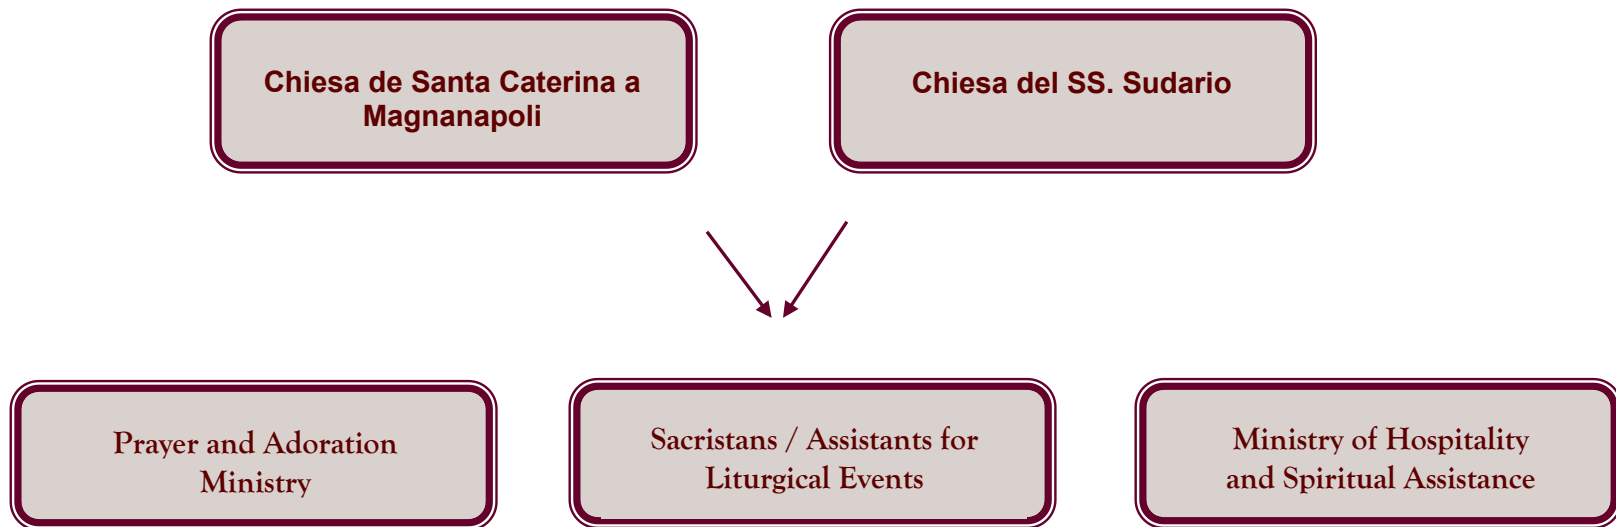 Chiesa de Santa Caterina a
Magnanapoli
Chiesa del SS. Sudario
Prayer and Adoration
Ministry
Sacristans / Assistants for
Liturgical Events
Ministry of Hospitality
and Spiritual Assistance